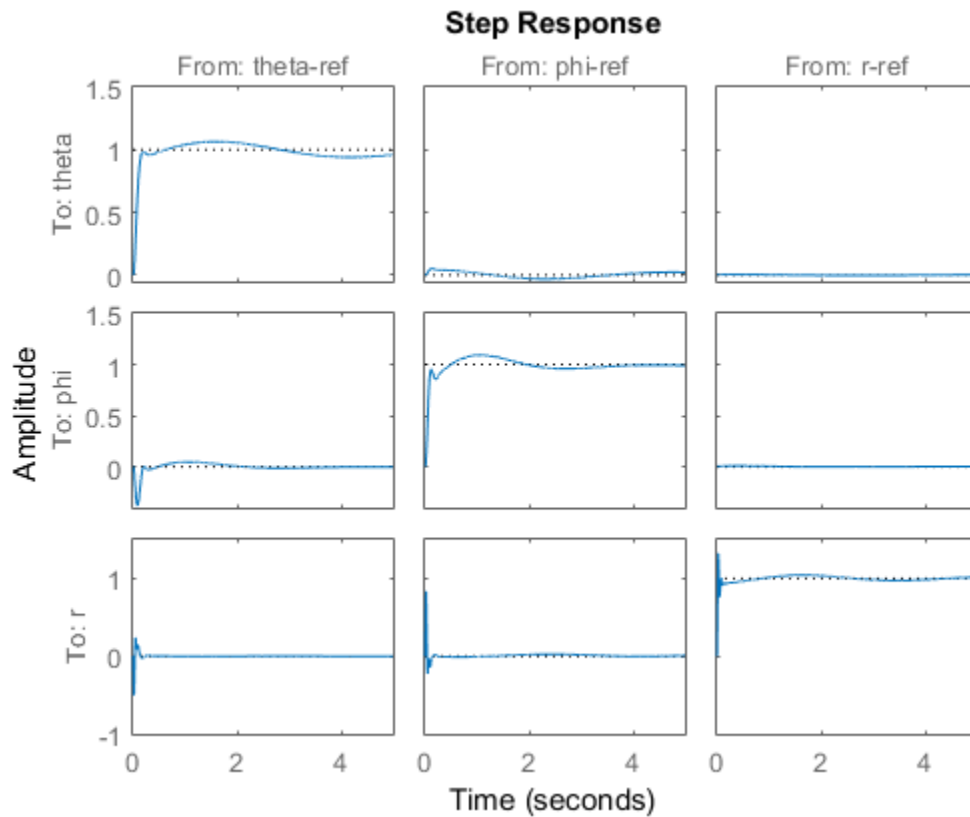 Step Response
From: theta-ref From: phi-ref From: r-ref
To: theta
1.5
1
0.5
0
Amplitude
To: phi
1.5
1
0.5
0
To: r
1
0
-1
0 2 4 0 2 4 0 2 4
Time (seconds)